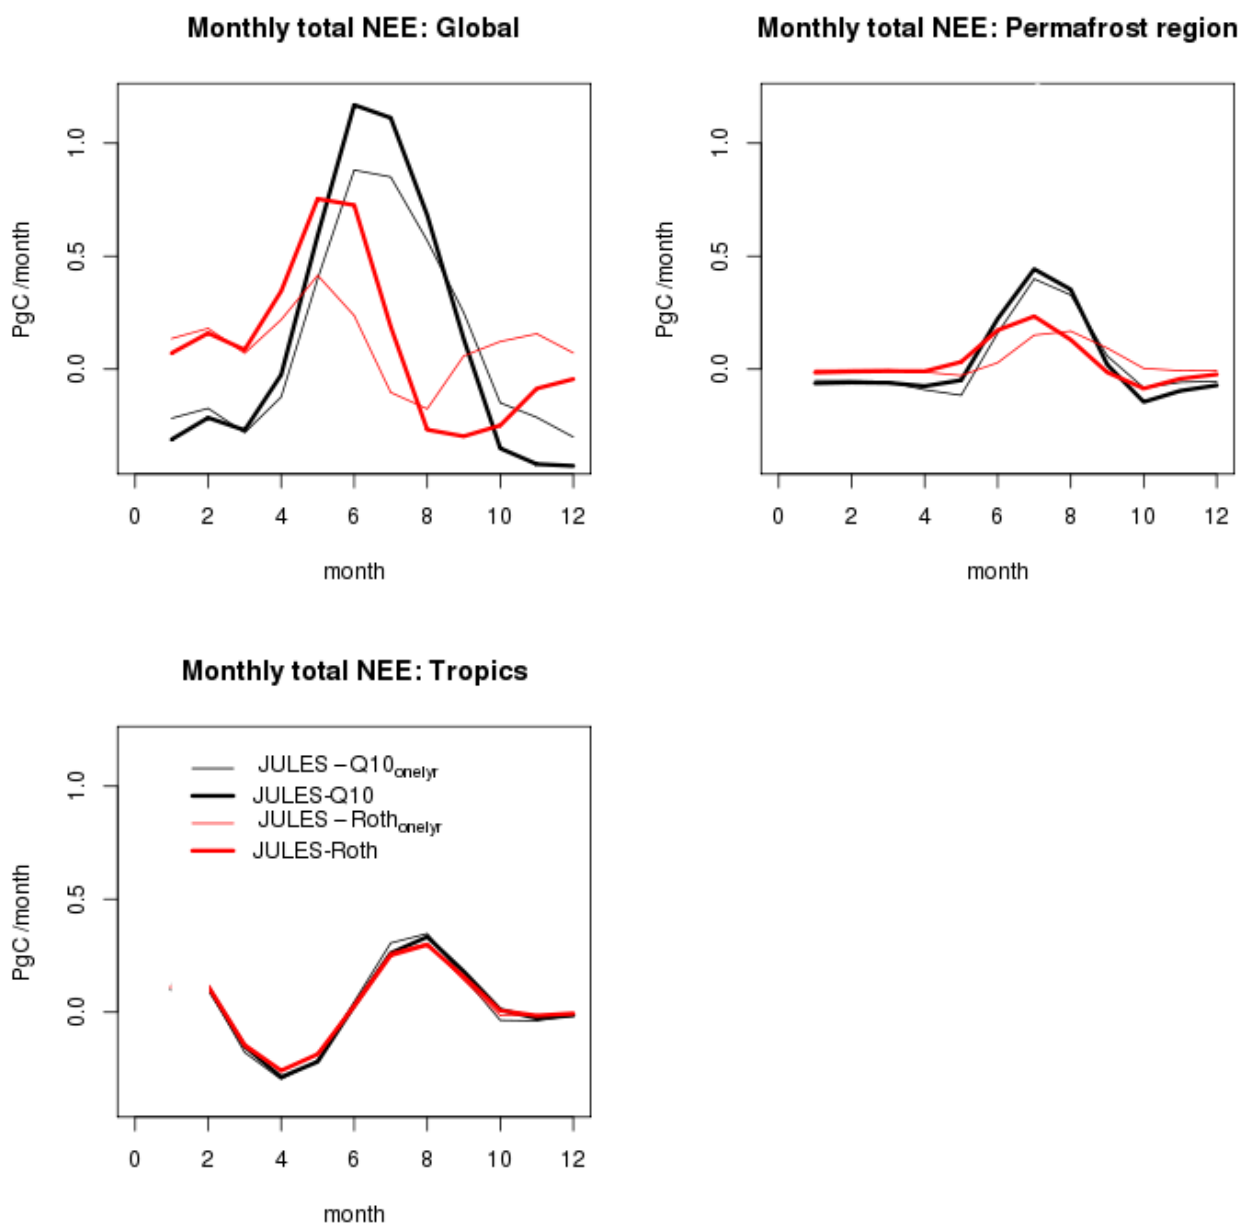 Monthly total NEE: Global
PgC /month
1.0
0.5
0.0
0 2 4 6 8 10 12
month
Monthly total NEE: Permafrost region
PgC /month
1.0
0.5
0.0
0 2 4 6 8 10 12
month
Monthly total NEE: Tropics
PgC /month
1.0
0.5
0.0
JULES –Q10onelyr
JULES-Q10
JULES –Rothonelyr
JULES-Roth
0 2 4 6 8 10 12
month